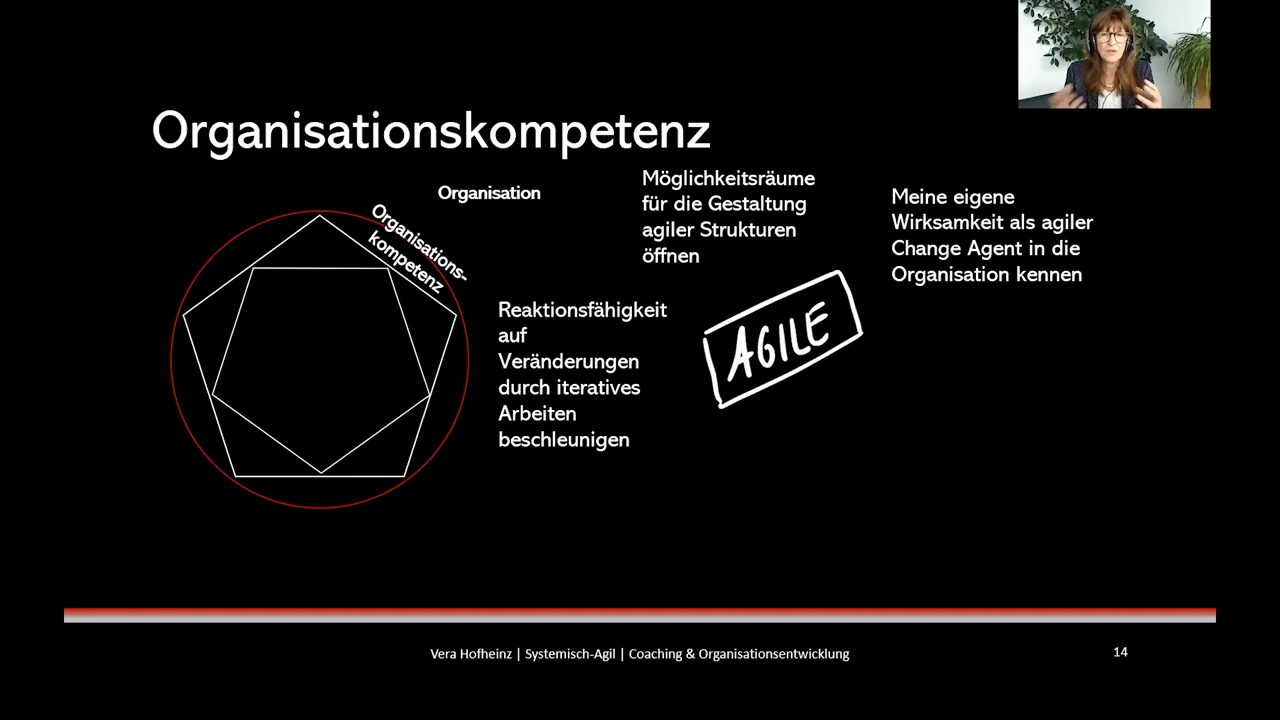 Organisationskompetenz
Organisation
Organisations-
kompetenz
Möglichkeitsräume
für die Gestaltung
agiler Strukturen
öffnen
Meine eigene
Wirksamkeit als agiler
Change Agent in die
Organisation kennen
Reaktionsfähigkeit
auf
Veränderungen
durch iteratives
Arbeiten
beschleunigen
AGILE
Vera Hofheinz | Systemisch-Agil | Coaching & Organisationsentwicklung
14